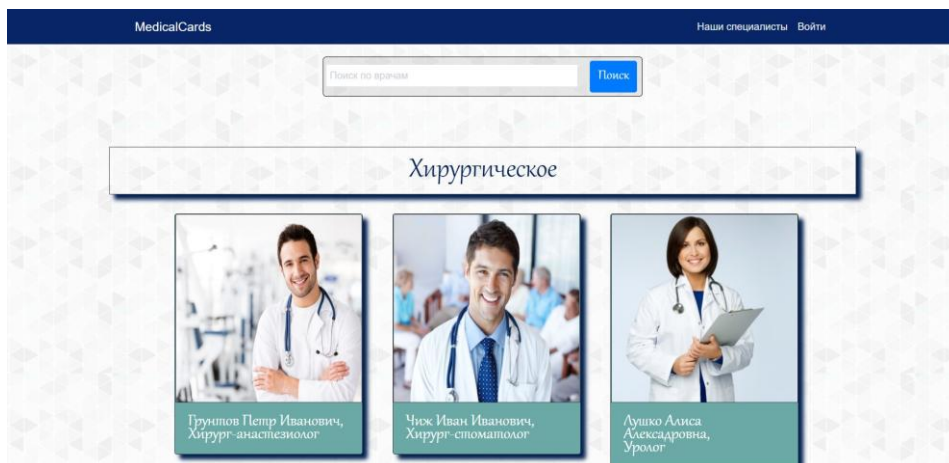 MedicalCards
Наши специалисты Войти
Поиск по врачам
Поиск
Хирургическое
Грунтов Петр Иванович,
Хирург-анастезиолог
Чиж Иван Иванович,
Хирург-стоматолог
Лушко Алиса
Алексадровна,
Уролог